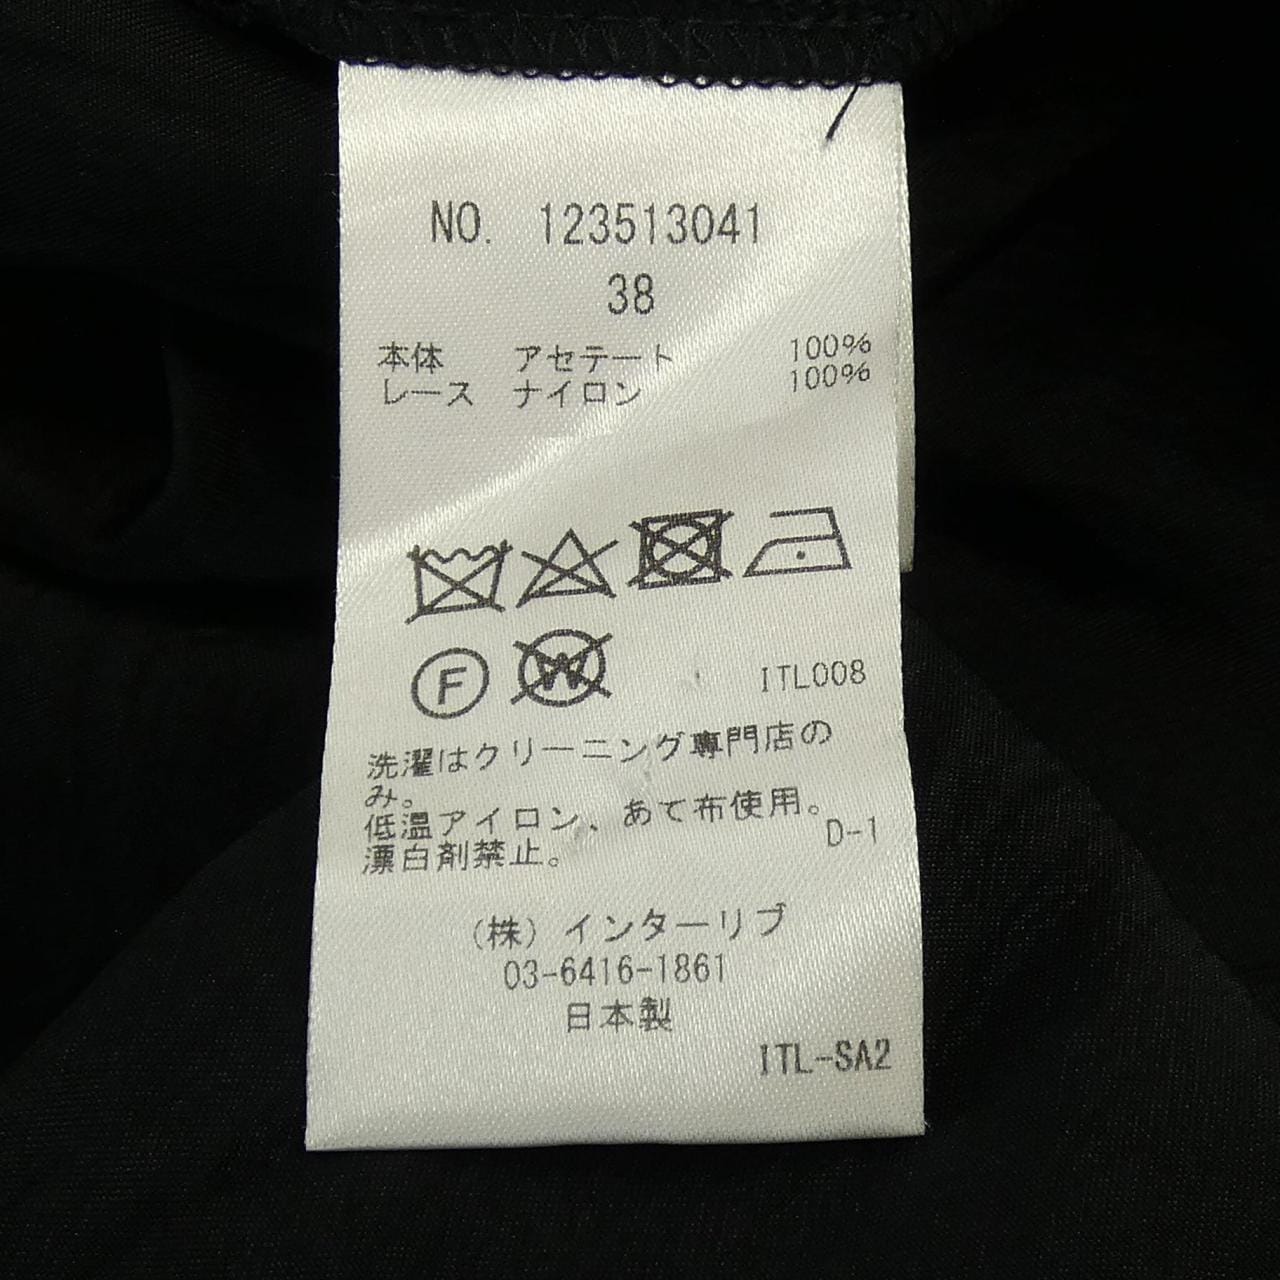 NO. 123513041
38
本体 アセテート 100%
レース ナイロン 100%
F W
ITL008
洗濯はクリーニング専門店の
み。
低温アイロン、あて布使用。
漂白剤禁止。 D-1
(株)インターリブ
03-6416-1861
日本製
ITL-SA2